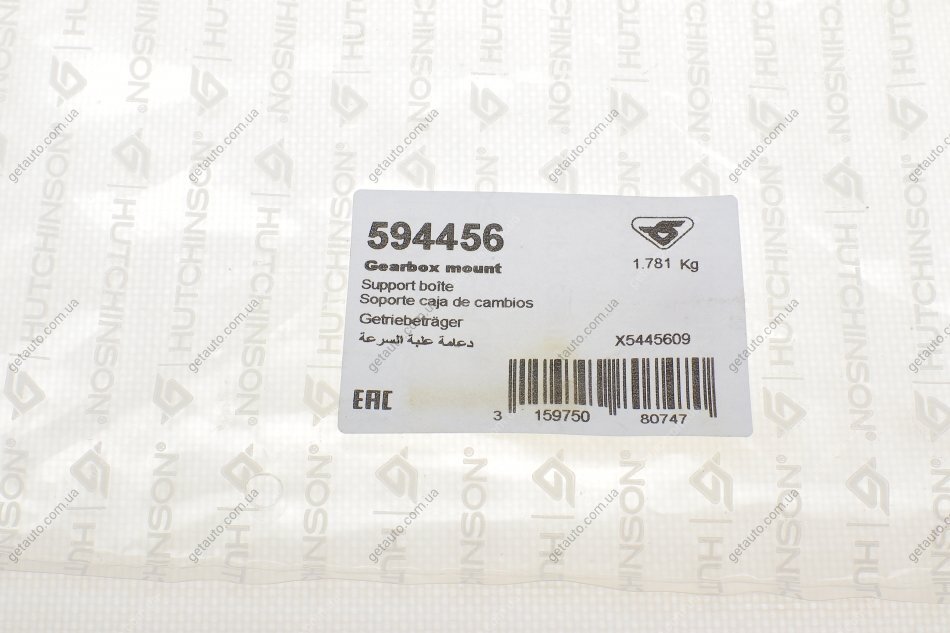 594456
Gearbox mount
Support boîte
Soporte caja de cambios
Getriebeträger
دعامة علبة السرعة
1.781 Kg
X5445609
EAC
3 159750 80747
HUTCHINSON
getauto.com.ua